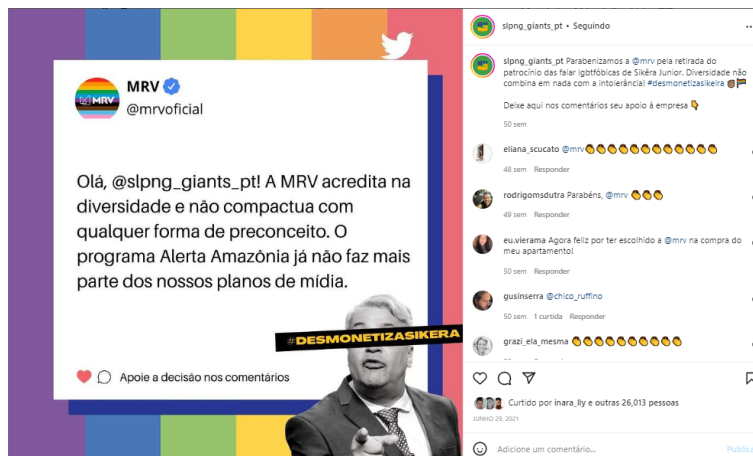 MRV
@mrvoficial
MRV
Olá, @slpng_giants_pt! A MRV acredita na
diversidade e não compactua com
qualquer forma de preconceito. O
programa Alerta Amazônia já não faz mais
parte dos nossos planos de mídia.
#DESMONETIZASIKERA
Apoie a decisão nos comentários
slpng_giants_pt • Seguindo
slpng_giants_pt Parabenizamos a @mrv pela retirada do
patrocínio das falar lgbtfóbicas de Sikêra Junior. Diversidade não
combina em nada com a intolerância! #desmonetizasikeira
Deixe aqui nos comentários seu apoio à empresa
50 sem
eliana_scucato @mrv
48 sem Responder
rodrigomsdutra Parabéns, @mrv
49 sem Responder
eu.vierama Agora feliz por ter escolhido a @mrv na compra do
meu apartamento!
50 sem Responder
gusinserra @chico_ruffino
50 sem 1 curtida Responder
grazi_ela_mesma
Curtido por inara_lly e outras 26,013 pessoas
JUNHO 29, 2021
Adicione um comentário...
Publica